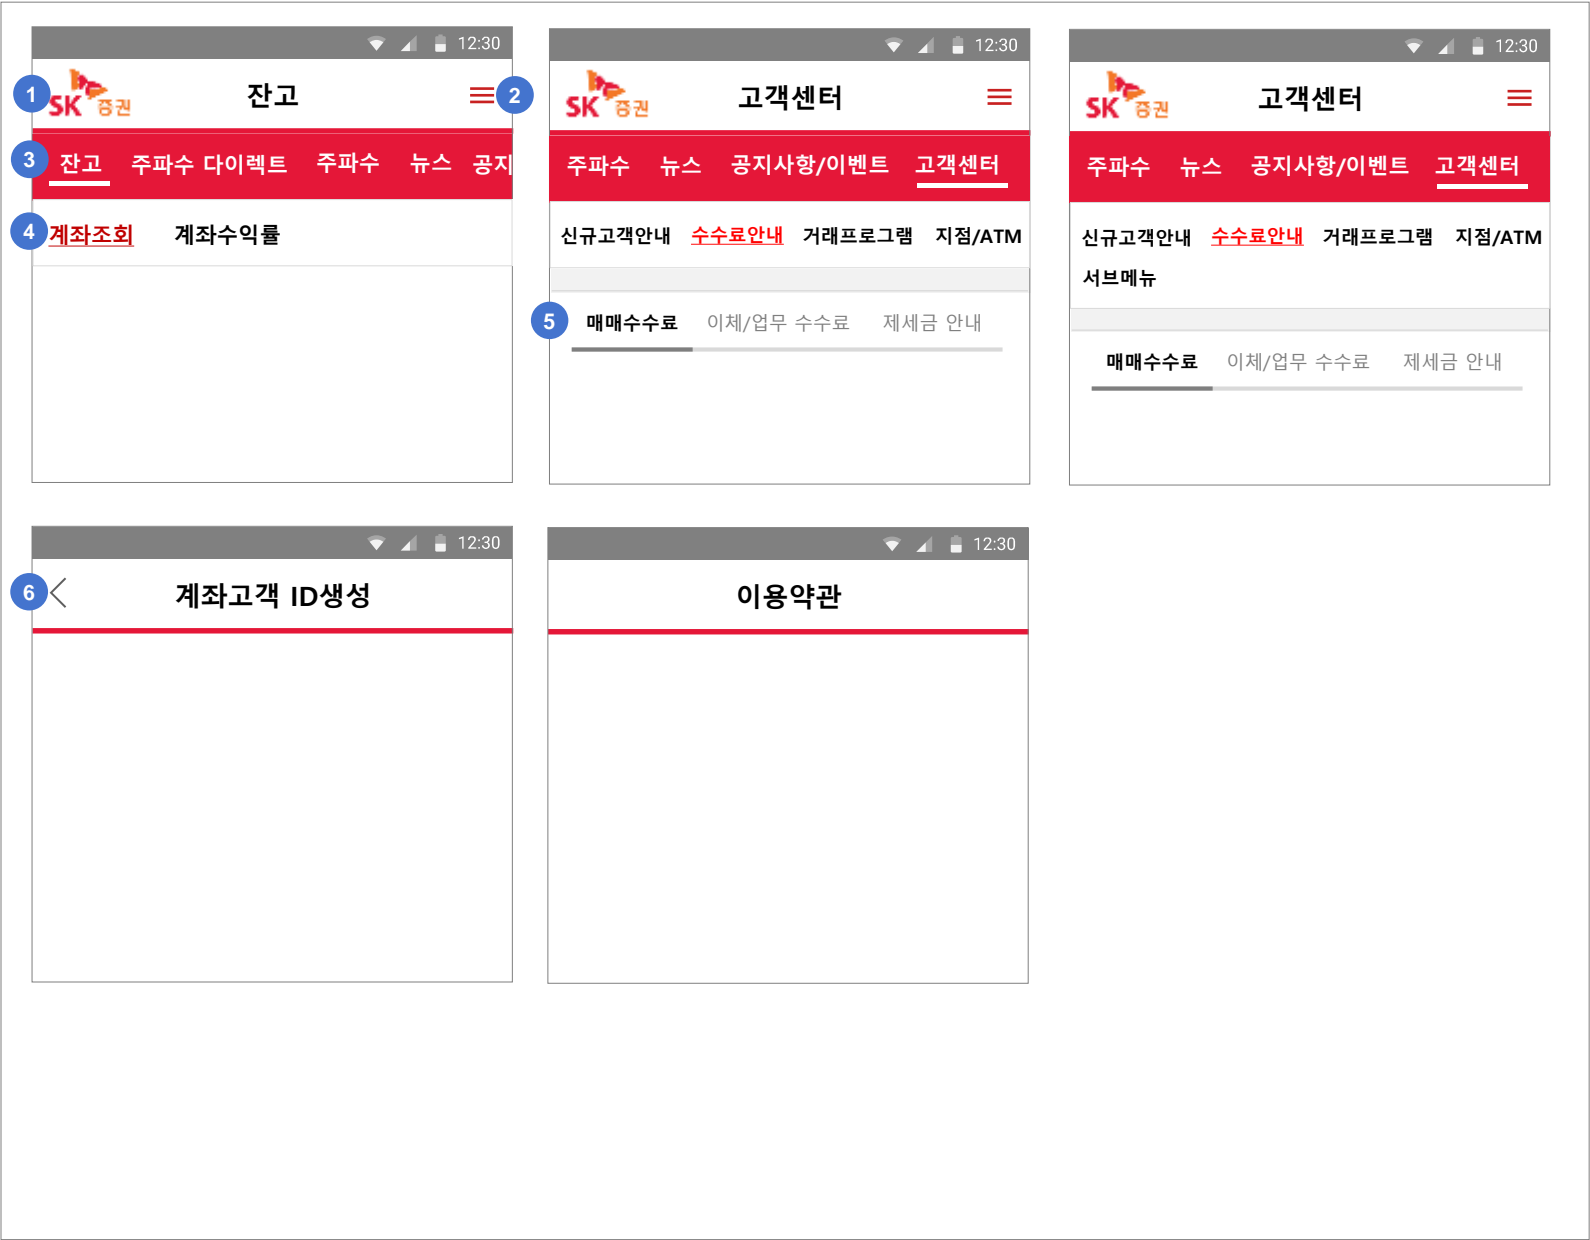 12:30
1
SK 증권
잔고
2
3
잔고 주파수 다이렉트 주파수 뉴스 공지
4
계좌조회 계좌수익률
12:30
SK 증권
고객센터
주파수 뉴스 공지사항/이벤트 고객센터
신규고객안내 수수료안내 거래프로그램 지점/ATM
5
매매수수료 이체/업무 수수료 제세금 안내
12:30
SK 증권
고객센터
주파수 뉴스 공지사항/이벤트 고객센터
신규고객안내 수수료안내 거래프로그램 지점/ATM
서브메뉴
매매수수료 이체/업무 수수료 제세금 안내
12:30
6
계좌고객 ID생성
12:30
이용약관